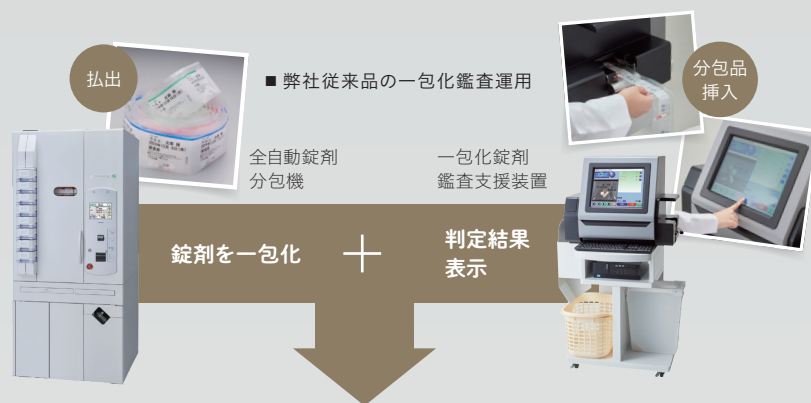 ■ 弊社従来品の一包化鑑査運用
払出
分包品
挿入
全自動錠剤
分包機
一包化錠剤
鑑査支援装置
錠剤を一包化
＋
判定結果
表示